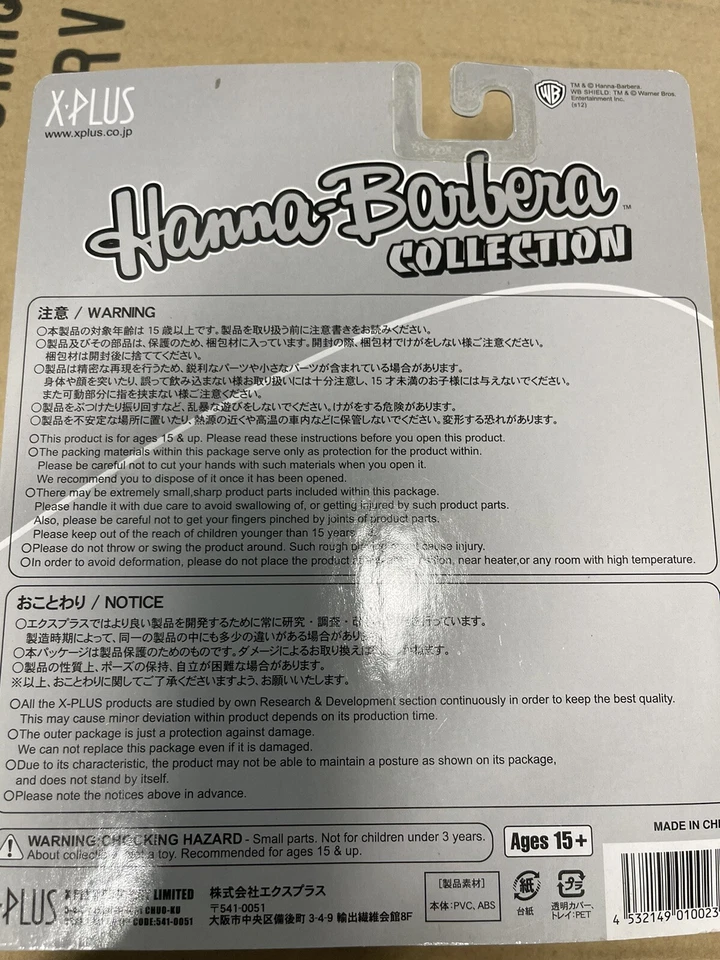 X-PLUS
www.xplus.co.jp
WB
TM & © Hanna-Barbera.
WB SHIELD: TM & © Warner Bros.
Entertainment Inc.
(s12)
Hanna-Barbera™
COLLECTION
注意 / WARNING
○本製品の対象年齢は 15 歳以上です。製品を取り扱う前に注意書きをお読みください。
○製品及びその部品は、保護のため、梱包材に入っています。開封の際、梱包材でけがをしない様ご注意ください。
梱包材は開封後に捨ててください。
○製品は精密な再現を行うため、鋭利なパーツや小さなパーツが含まれている場合があります。
身体や顔を突いたり、誤って飲み込まない様お取り扱いには十分注意し、15 才未満のお子様には与えないでください。
また可動部分に指を挟まない様ご注意ください。
○製品をぶつけたり振り回すなど、乱暴な遊びをしないでください。けがをする危険があります。
○製品を不安定な場所に置いたり、熱源の近くや高温の車内などに保管しないでください。変形する恐れがあります。
○This product is for ages 15 & up. Please read these instructions before you open this product.
○The packing materials within this package serve only as protection for the product within.
Please be careful not to cut your hands with such materials when you open it.
We recommend you to dispose of it once it has been opened.
○There may be extremely small,sharp product parts included within this package.
Please handle it with due care to avoid swallowing of, or getting injured by such product parts.
Also, please be careful not to get your fingers pinched by joints of product parts.
Please keep out of the reach of children younger than 15 years
○Please do not throw or swing the product around. Such rough cause injury.
○In order to avoid deformation, please do not place the product near heater,or any room with high temperature.
おことわり / NOTICE
○エクスプラスではより良い製品を開発するために常に研究・調査・ 行っています。
製造時期によって、同一の製品の中にも多少の違いがある場合があり
○本パッケージは製品保護のためのものです。ダメージによるお取り換えは ねます。
○製品の性質上、ポーズの保持、自立が困難な場合があります。
※以上、おことわりに関してご了承くださいますよう、お願いいたします。
○All the X-PLUS products are studied by own Research & Development section continuously in order to keep the best quality.
This may cause minor deviation within product depends on its production time.
○The outer package is just a protection against damage.
We can not replace this package even if it is damaged.
○Due to its characteristic, the product may not be able to maintain a posture as shown on its package,
and does not stand by itself.
○Please note the notices above in advance.
WARNING:CHOCKING HAZARD - Small parts. Not for children under 3 years.
About not a toy. Recommended for ages 15 & up.
Ages 15+
MADE IN
X-PLUS
LIMITED
CHUO-KU
CODE:541-0051
株式会社エクスプラス
〒541-0051
大阪市中央区備後町 3-4-9 輸出繊維会館8F
[製品素材]
本体:PVC, ABS
紙
台紙
プラ
透明カバー、
トレイ:PET
4 532149 010023